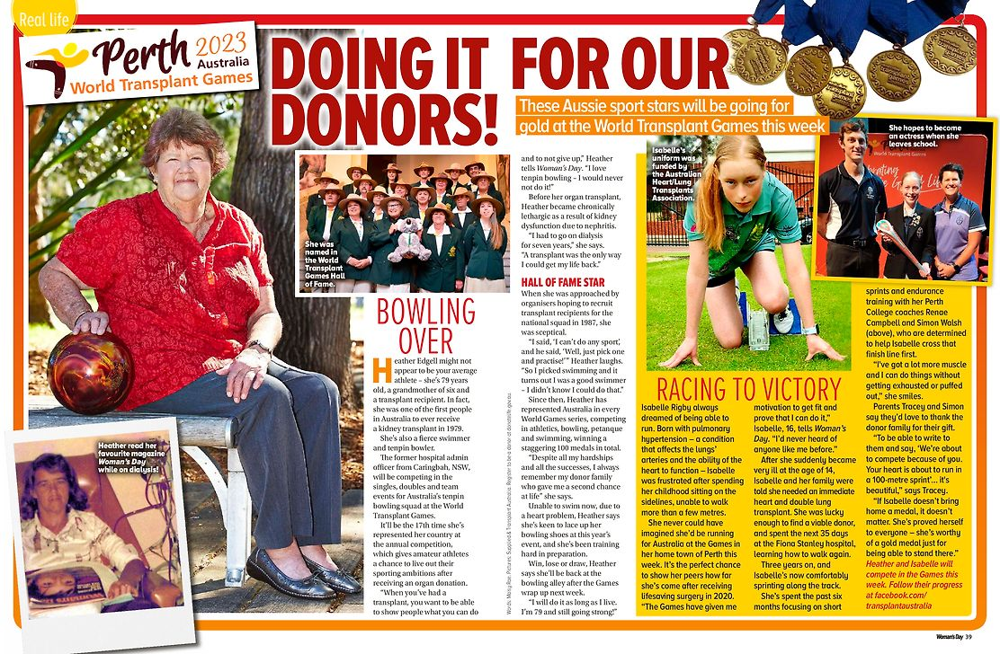 Real life
Perth 2023
Australia
World Transplant Games
DOING IT FOR OUR
DONORS!
These Aussie sport stars will be going for
gold at the World Transplant Games this week
She was
named in
the World
Transplant
Games Hall
of Fame.
Heather read her
favourite magazine
Woman's Day
while on dialysis!
BOWLING
OVER
Heather Edgell might not
appear to be your average
athlete – she's 79 years
old, a grandmother of six and
a transplant recipient. In fact,
she was one of the first people
in Australia to ever receive
a kidney transplant in 1979.
She's also a fierce swimmer
and tenpin bowler.
The former hospital admin
officer from Caringbah, NSW,
will be competing in the
singles, doubles and team
events for Australia's tenpin
bowling squad at the World
Transplant Games.
It'll be the 17th time she's
represented her country at
the annual competition,
which gives amateur athletes
a chance to live out their
sporting ambitions after
receiving an organ donation.
"When you've had a
transplant, you want to be able
to show people what you can do
and to not give up," Heather
tells Woman's Day. "I love
tenpin bowling – I would never
not do it!"
Before her organ transplant,
Heather became chronically
lethargic as a result of kidney
dysfunction due to nephritis.
"I had to go on dialysis
for seven years," she says.
"A transplant was the only way
I could get my life back."
HALL OF FAME STAR
When she was approached by
organisers hoping to recruit
transplant recipients for the
national squad in 1987, she
was sceptical.
"I said, 'I can't do any sport',
and he said, 'Well, just pick one
and practise!'" Heather laughs.
"So I picked swimming and it
turns out I was a good swimmer
– I didn't know I could do that."
Since then, Heather has
represented Australia in every
World Games series, competing
in athletics, bowling, petanque
and swimming, winning a
staggering 100 medals in total.
"Despite all my hardships
and all the successes, I always
remember my donor family
who gave me a second chance
at life" she says.
Unable to swim now, due to
a heart problem, Heather says
she's keen to lace up her
bowling shoes at this year's
event, and she's been training
hard in preparation.
Win, lose or draw, Heather
says she'll be back at the
bowling alley after the Games
wrap up next week.
"I will do it as long as I live.
I'm 79 and still going strong!"
Words: Marty Rae. Pictures: Supplied & Transplant Australia. Register to be a donor at donatelife.gov.au.
Isabelle's
uniform was
funded by
the Australian
Heart/Lung
Transplants
Association.
She hopes to become
an actress when she
leaves school.
RACING TO VICTORY
Isabelle Rigby always
dreamed of being able to
run. Born with pulmonary
hypertension – a condition
that affects the lungs'
arteries and the ability of the
heart to function – Isabelle
was frustrated after spending
her childhood sitting on the
sidelines, unable to walk
more than a few metres.
She never could have
imagined she'd be running
for Australia at the Games in
her home town of Perth this
week. It's the perfect chance
to show her peers how far
she's come after receiving
lifesaving surgery in 2020.
"The Games have given me
motivation to get fit and
prove that I can do it,"
Isabelle, 16, tells Woman's
Day. "I'd never heard of
anyone like me before."
After she suddenly became
very ill at the age of 14,
Isabelle and her family were
told she needed an immediate
heart and double lung
transplant. She was lucky
enough to find a viable donor,
and spent the next 35 days
at the Fiona Stanley hospital,
learning how to walk again.
Three years on, and
Isabelle's now comfortably
sprinting along the track.
She's spent the past six
months focusing on short
sprints and endurance
training with her Perth
College coaches Renae
Campbell and Simon Walsh
(above), who are determined
to help Isabelle cross that
finish line first.
"I've got a lot more muscle
and I can do things without
getting exhausted or puffed
out," she smiles.
Parents Tracey and Simon
say they'd love to thank the
donor family for their gift.
"To be able to write to
them and say, 'We're about
to compete because of you.
Your heart is about to run in
a 100-metre sprint'... it's
beautiful," says Tracey.
"If Isabelle doesn't bring
home a medal, it doesn't
matter. She's proved herself
to everyone – she's worthy
of a gold medal just for
being able to stand there."
Heather and Isabelle will
compete in the Games this
week. Follow their progress
at facebook.com/
transplantaustralia
Woman's Day 39